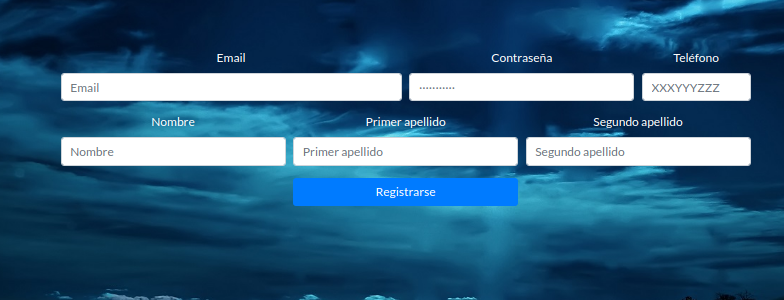 Email Contraseña Teléfono
Email ··········· XXXYYYZZZ
Nombre Primer apellido Segundo apellido
Nombre Primer apellido Segundo apellido
Registrarse